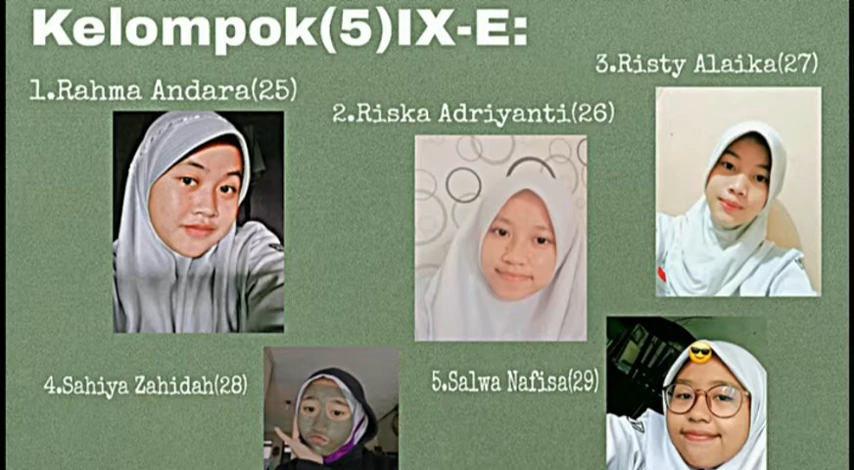 Kelompok(5)IX-E:
1.Rahma Andara(25)
2.Riska Adriyanti(26)
3.Risty Alaika(27)
4.Sahiya Zahidah(28)
5.Salwa Nafisa(29)